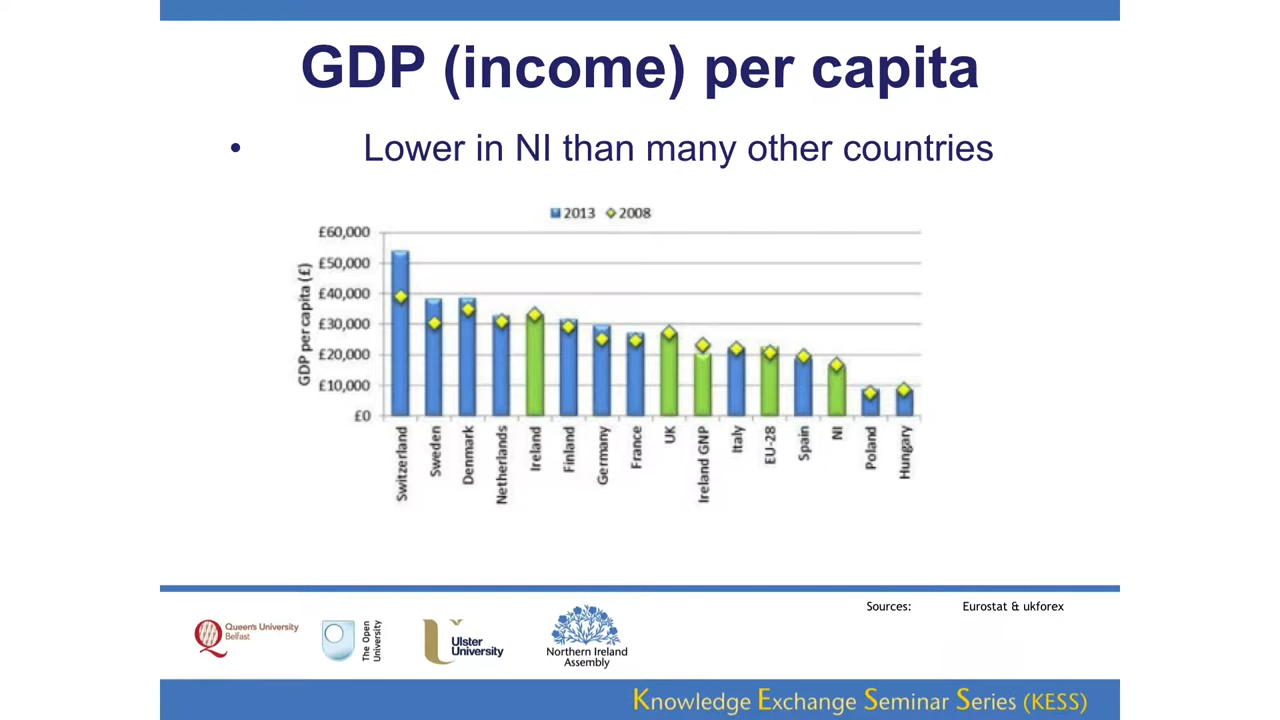 GDP (income) per capita
• Lower in NI than many other countries
2013 2008
£60,000
£50,000
£40,000
£30,000
£20,000
£10,000
£0
GDP per capita (£)
Switzerland
Sweden
Denmark
Netherlands
Ireland
Finland
Germany
France
UK
Ireland GNP
Italy
EU-28
Spain
NI
Poland
Hungary
Sources: Eurostat & ukforex
Queen's University
Belfast
The Open
University
Ulster
University
Northern Ireland
Assembly
Knowledge Exchange Seminar Series (KESS)